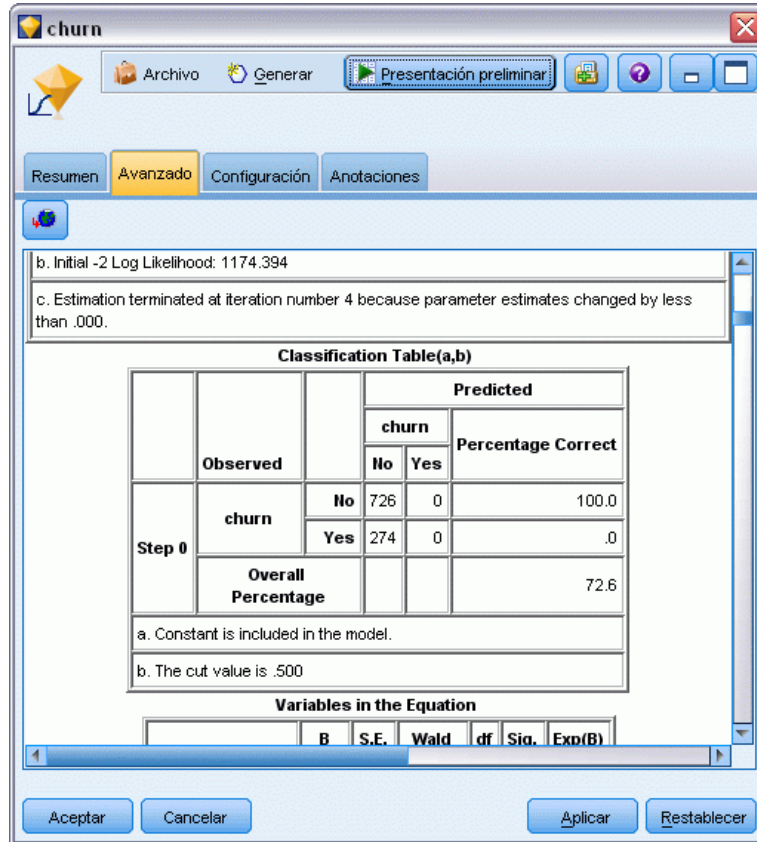 churn
Archivo Generar Presentación preliminar
Resumen Avanzado Configuración Anotaciones
b. Initial -2 Log Likelihood: 1174.394
c. Estimation terminated at iteration number 4 because parameter estimates changed by less
than .000.
Classification Table(a,b)
Predicted
churn
Percentage Correct
Observed
No Yes
Step 0
churn
No 726 0 100.0
Yes 274 0 .0
Overall
Percentage
72.6
a. Constant is included in the model.
b. The cut value is .500
Variables in the Equation
B S.E. Wald df Sig. Exp(B)
Aceptar Cancelar Aplicar Restablecer